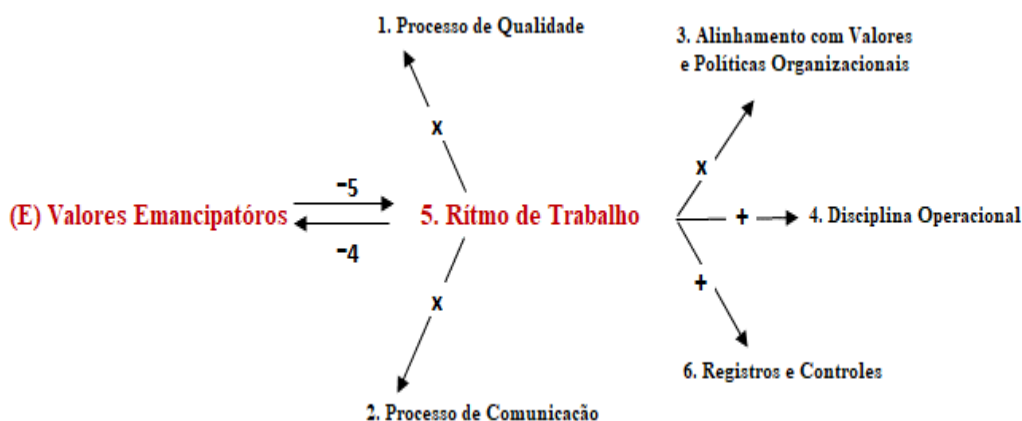 1. Processo de Qualidade
3. Alinhamento com Valores
e Políticas Organizacionais
x
x
-5
(E) Valores Emancipatóros
5. Rítmo de Trabalho
+
4. Disciplina Operacional
-4
+
x
6. Registros e Controles
2. Processo de Comunicacão